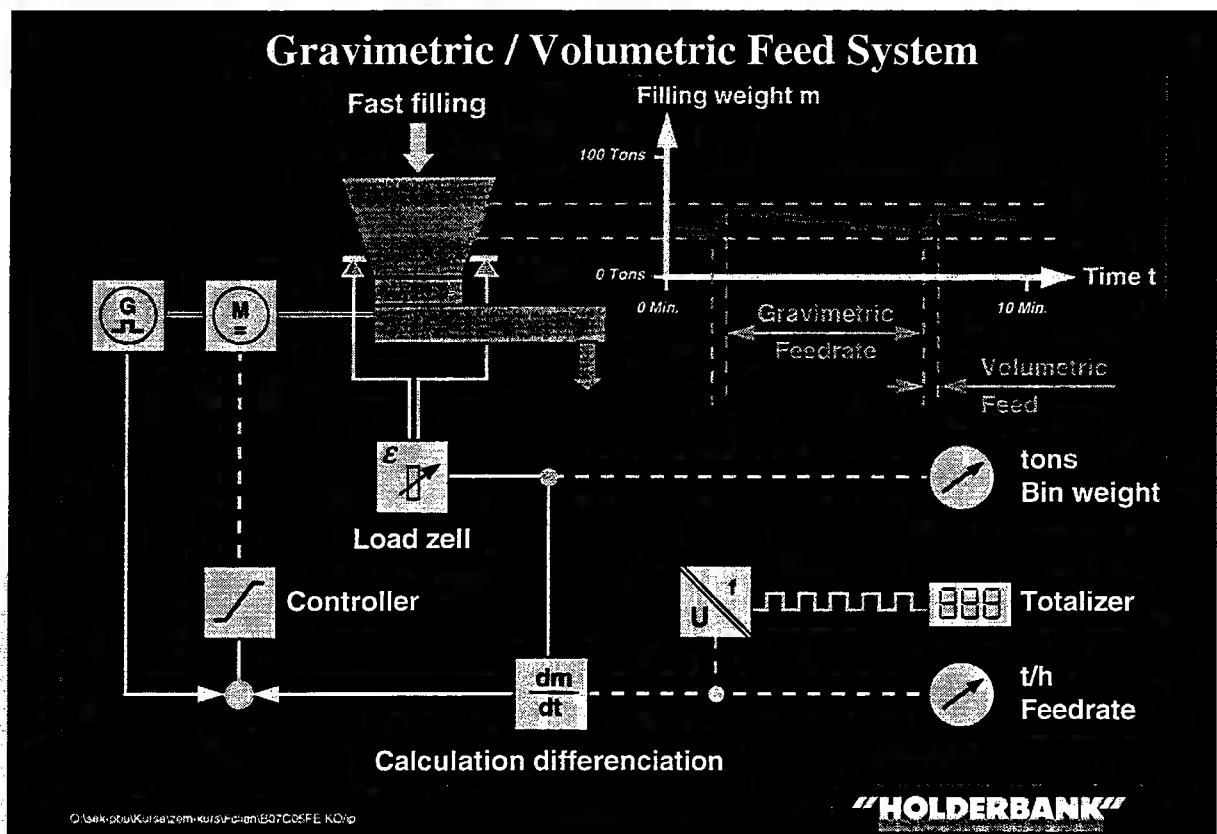 Gravimetric / Volumetric Feed System
Fast filling
Filling weight m
100 Tons
0 Tons
Time t
0 Min.
10 Min.
Gravimetric
Feedrate
Volumetric
Feed
G
M
=
ε
Load zell
tons
Bin weight
Controller
f
U
Totalizer
dm
dt
t/h
Feedrate
Calculation differenciation
"HOLDERBANK"